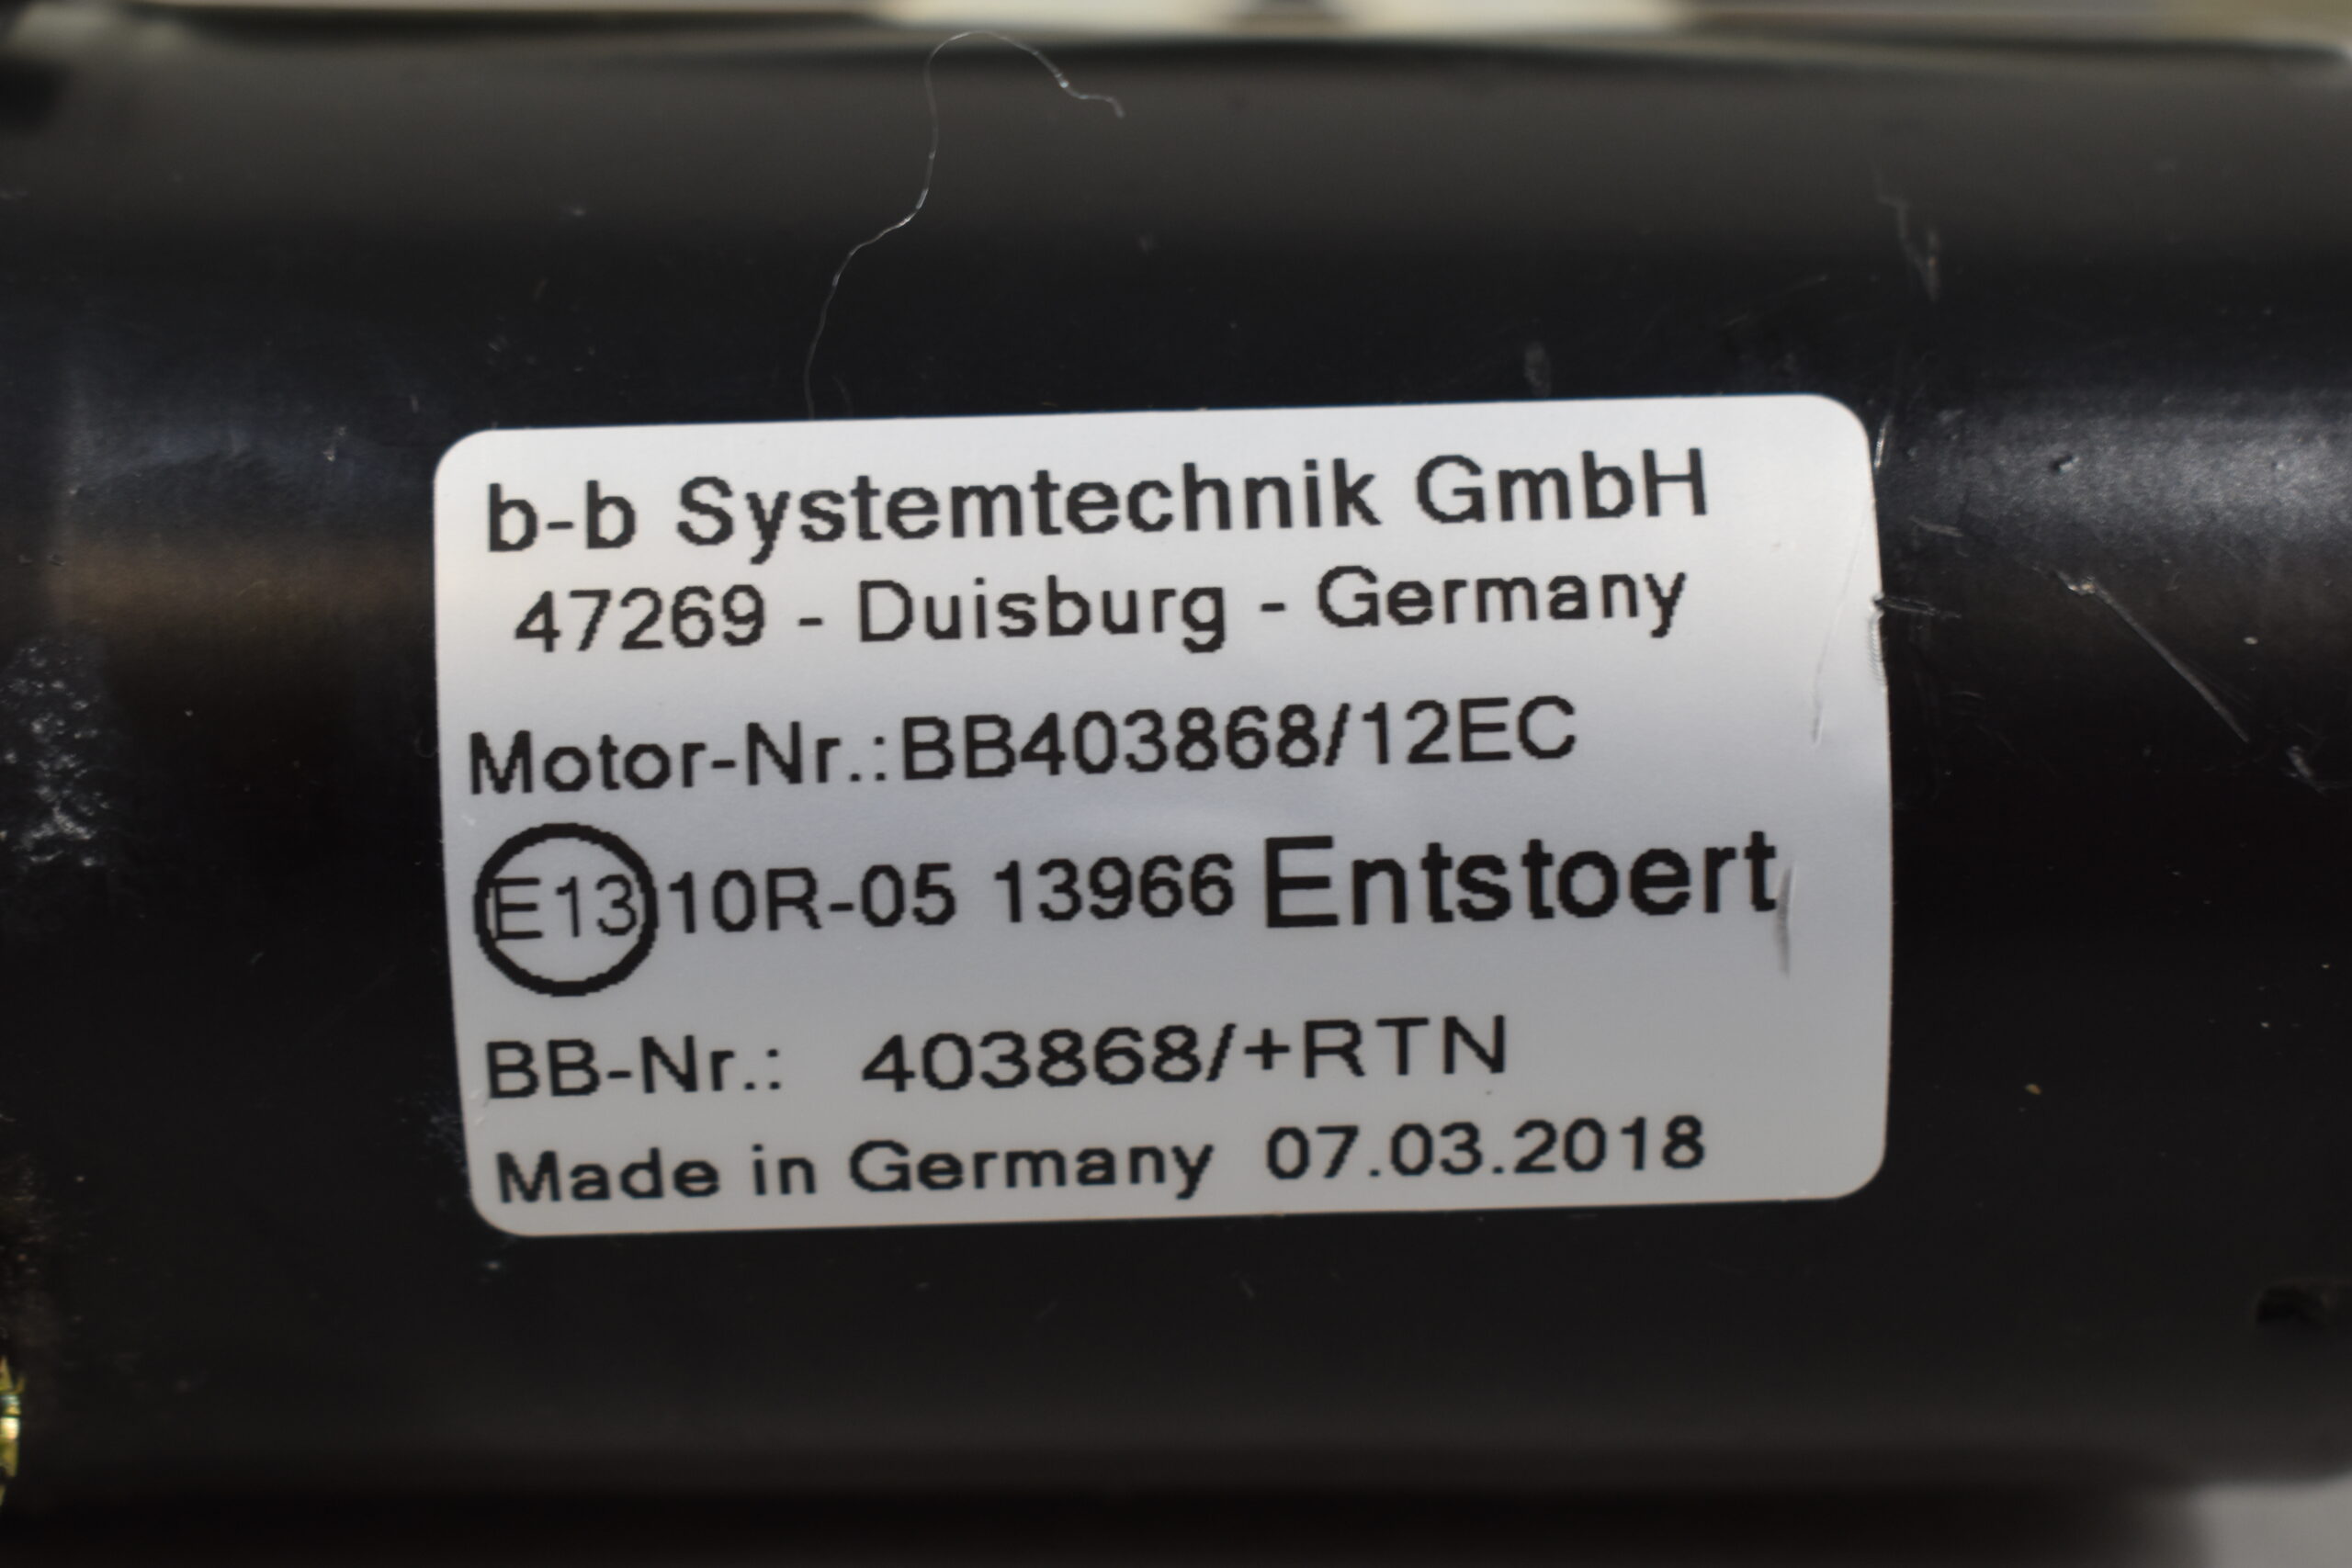 b-b Systemtechnik GmbH
47269 - Duisburg - Germany
Motor-Nr.:BB403868/12EC
E13 10R-05 13966 Entstoert
BB-Nr.: 403868/+RTN
Made in Germany 07.03.2018